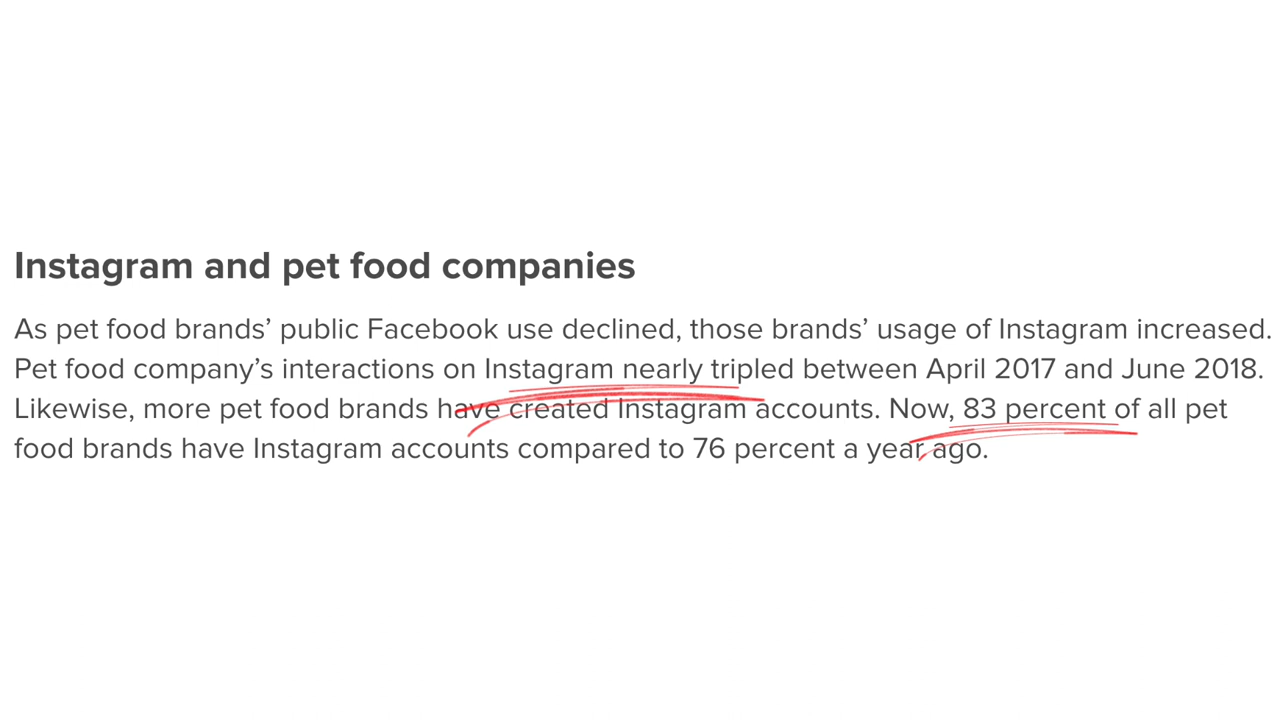 Instagram and pet food companies
As pet food brands’ public Facebook use declined, those brands’ usage of Instagram increased.
Pet food company’s interactions on Instagram nearly tripled between April 2017 and June 2018.
Likewise, more pet food brands have created Instagram accounts. Now, 83 percent of all pet
food brands have Instagram accounts compared to 76 percent a year ago.